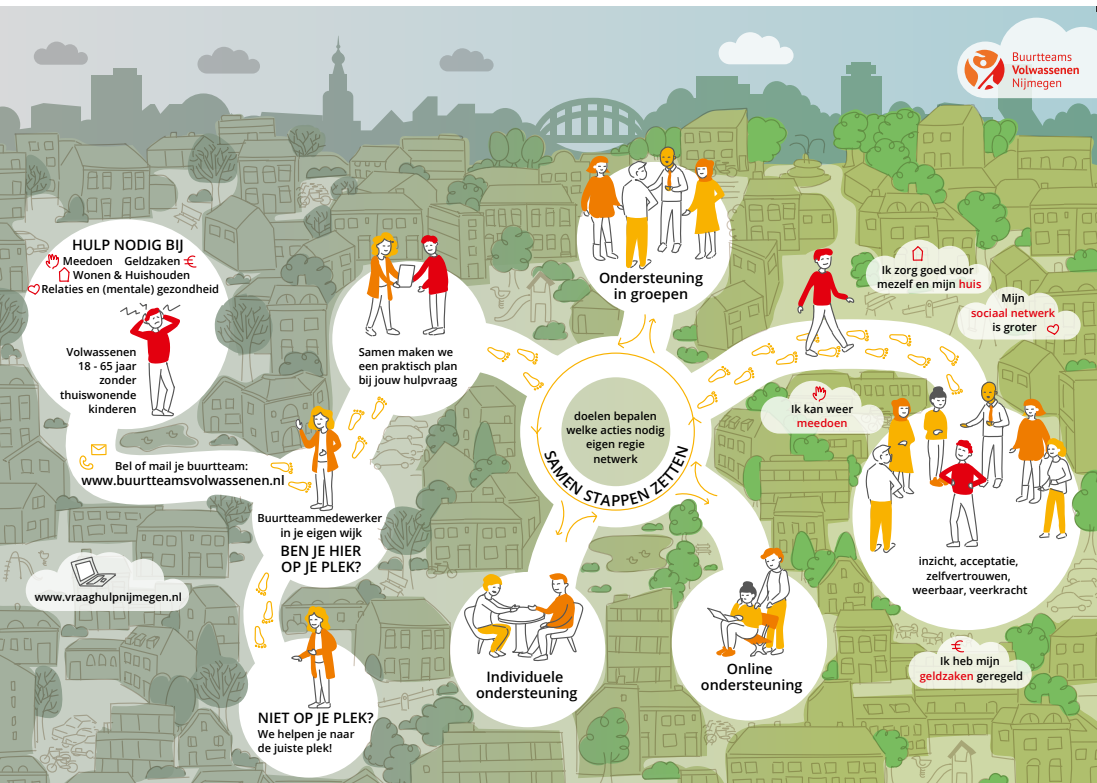 Buurtteams
Volwassenen
Nijmegen
HULP NODIG BIJ
Meedoen Geldzaken
Wonen & Huishouden
Relaties en (mentale) gezondheid
Volwassenen
18 - 65 jaar
zonder
thuiswonende
kinderen
Bel of mail je buurtteam:
www.buurtteamsvolwassenen.nl
Buurtteammedewerker
in je eigen wijk
BEN JE HIER
OP JE PLEK?
www.vraaghulpnijmegen.nl
NIET OP JE PLEK?
We helpen je naar
de juiste plek!
Samen maken we
een praktisch plan
bij jouw hulpvraag
Ondersteuning
in groepen
doelen bepalen
welke acties nodig
eigen regie
netwerk
SAMEN STAPPEN ZETTEN
Individuele
ondersteuning
Online
ondersteuning
Ik zorg goed voor
mezelf en mijn huis
Mijn
sociaal netwerk
is groter
Ik kan weer
meedoen
inzicht, acceptatie,
zelfvertrouwen,
weerbaar, veerkracht
Ik heb mijn
geldzaken geregeld